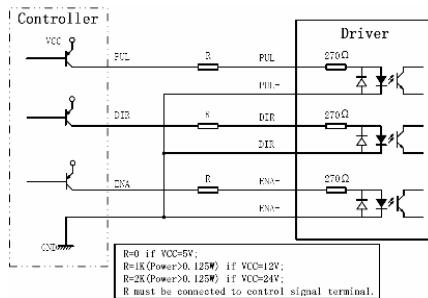 Controller
Driver
VCC
PUL R PUL 270Ω
PUL-
DIR R DIR 270Ω
DIR
ENA R ENA- 270Ω
ENA-
GND
R=0 if VCC=5V;
R=1K(Power>0.125W) if VCC=12V;
R=2K(Power>0.125W) if VCC=24V;
R must be connected to control signal terminal.